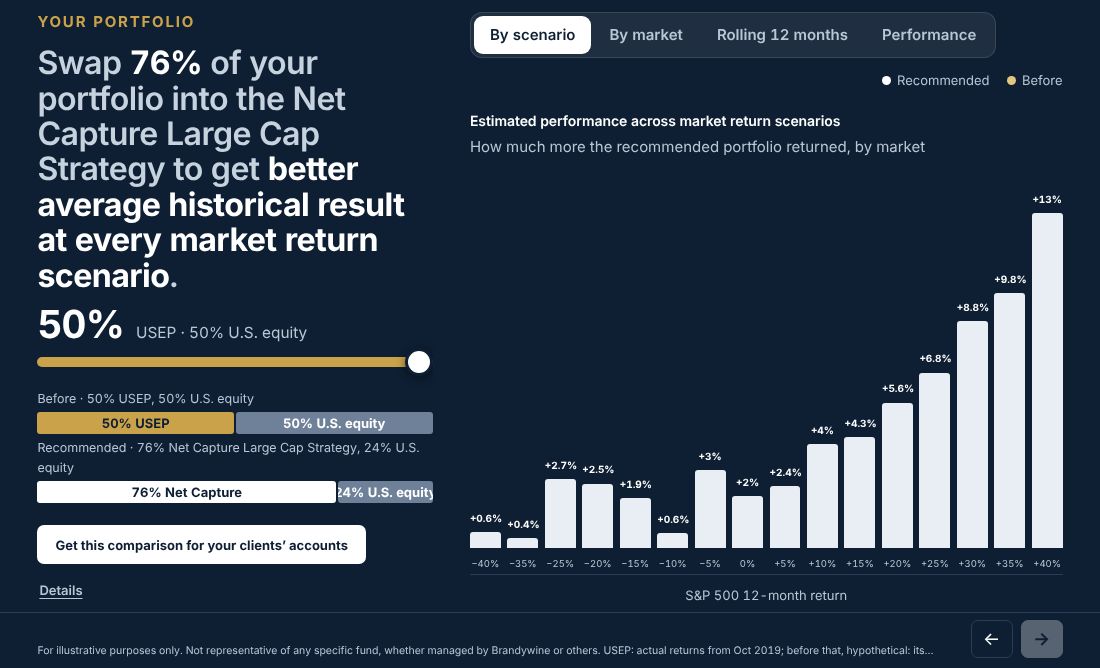 YOUR PORTFOLIO
Swap 76% of your
portfolio into the Net
Capture Large Cap
Strategy to get better
average historical result
at every market return
scenario.
50% USEP · 50% U.S. equity
Before · 50% USEP, 50% U.S. equity
50% USEP 50% U.S. equity
Recommended · 76% Net Capture Large Cap Strategy, 24% U.S.
equity
76% Net Capture 24% U.S. equity
Get this comparison for your clients’ accounts
Details
By scenario By market Rolling 12 months Performance
Recommended Before
Estimated performance across market return scenarios
How much more the recommended portfolio returned, by market
+0.6% +0.4% +2.7% +2.5% +1.9% +0.6% +3% +2% +2.4% +4% +4.3% +5.6% +6.8% +8.8% +9.8% +13%
−40% −35% −25% −20% −15% −10% −5% 0% +5% +10% +15% +20% +25% +30% +35% +40%
S&P 500 12-month return
For illustrative purposes only. Not representative of any specific fund, whether managed by Brandywine or others. USEP: actual returns from Oct 2019; before that, hypothetical: its…